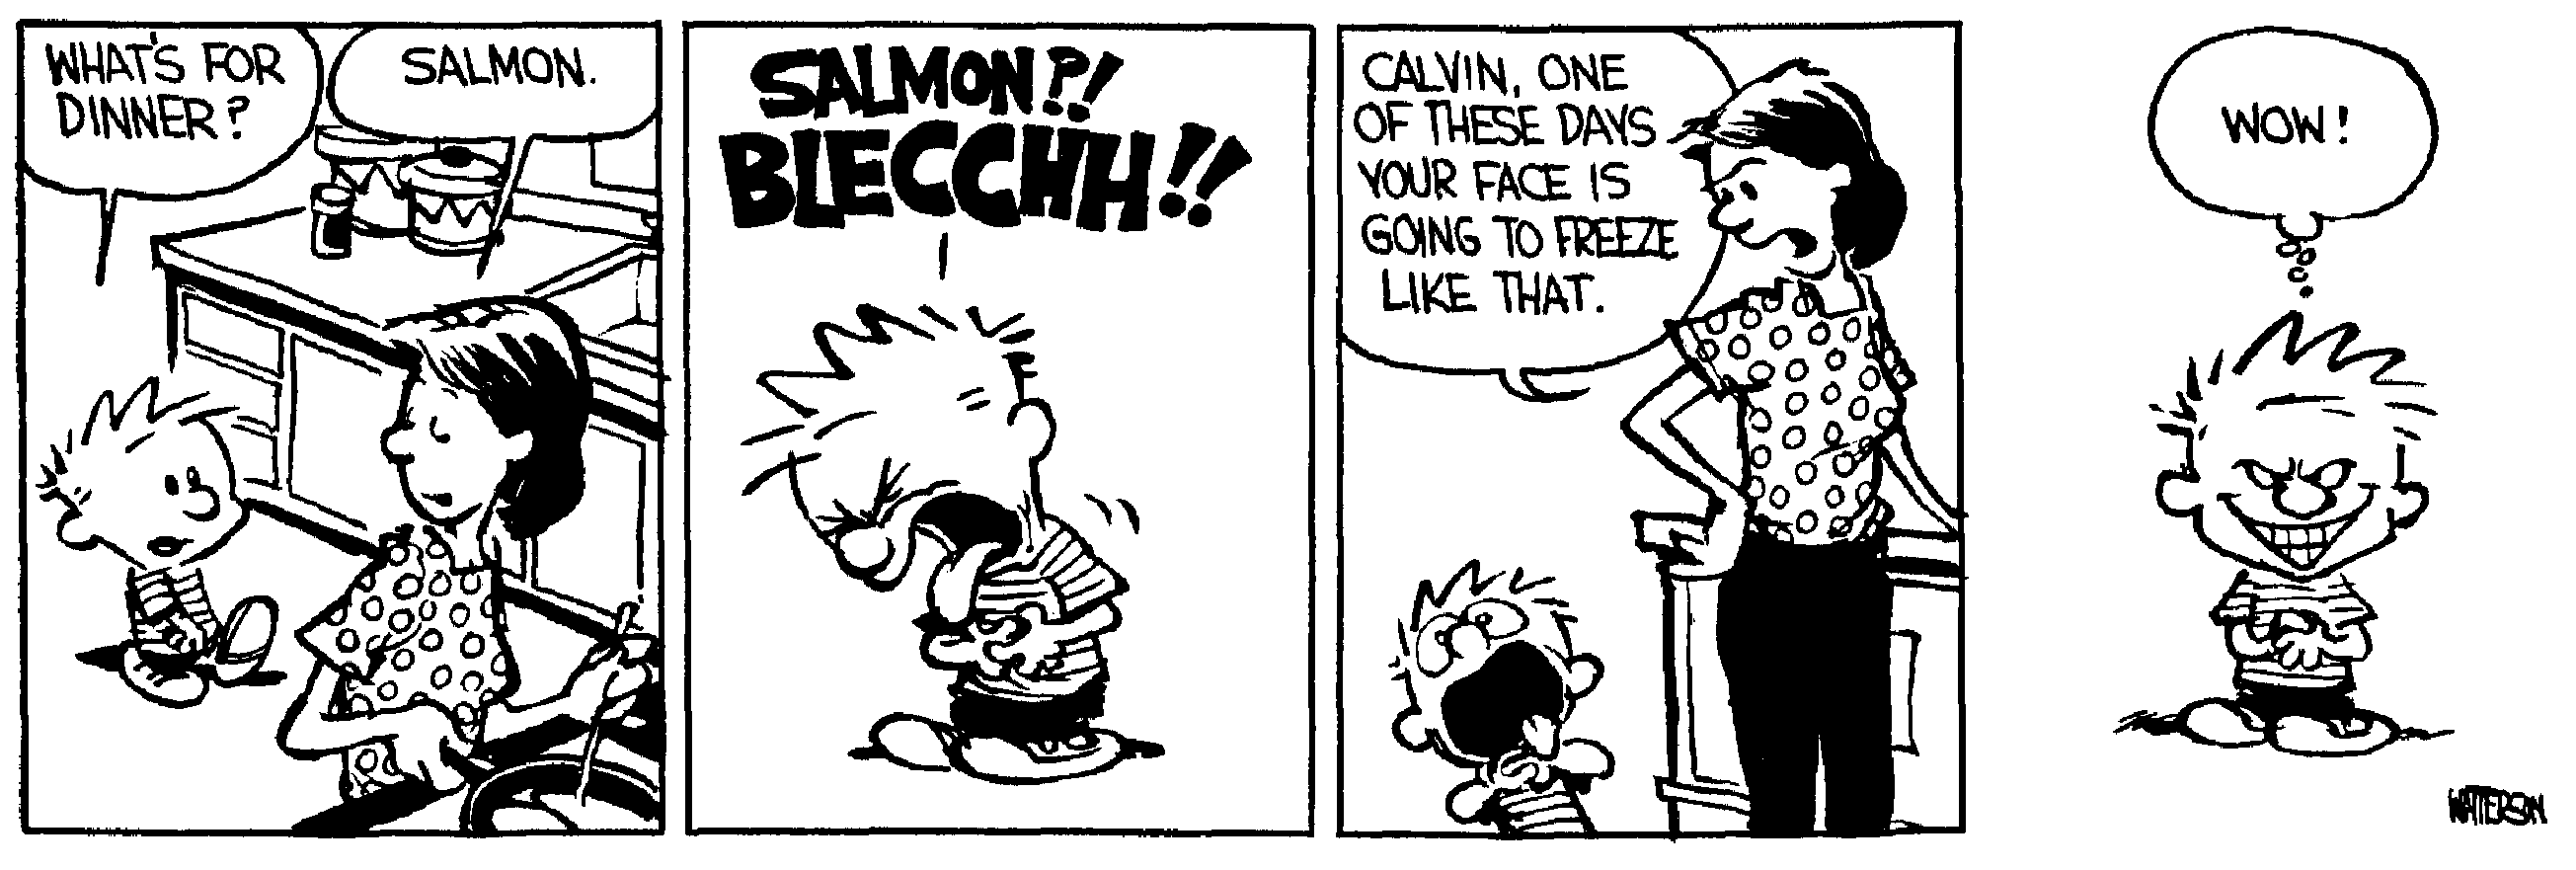 WHAT'S FOR
DINNER?
SALMON.
SALMON?!
BLECCHH!!
CALVIN, ONE
OF THESE DAYS
YOUR FACE IS
GOING TO FREEZE
LIKE THAT.
WOW!
WATTERSON